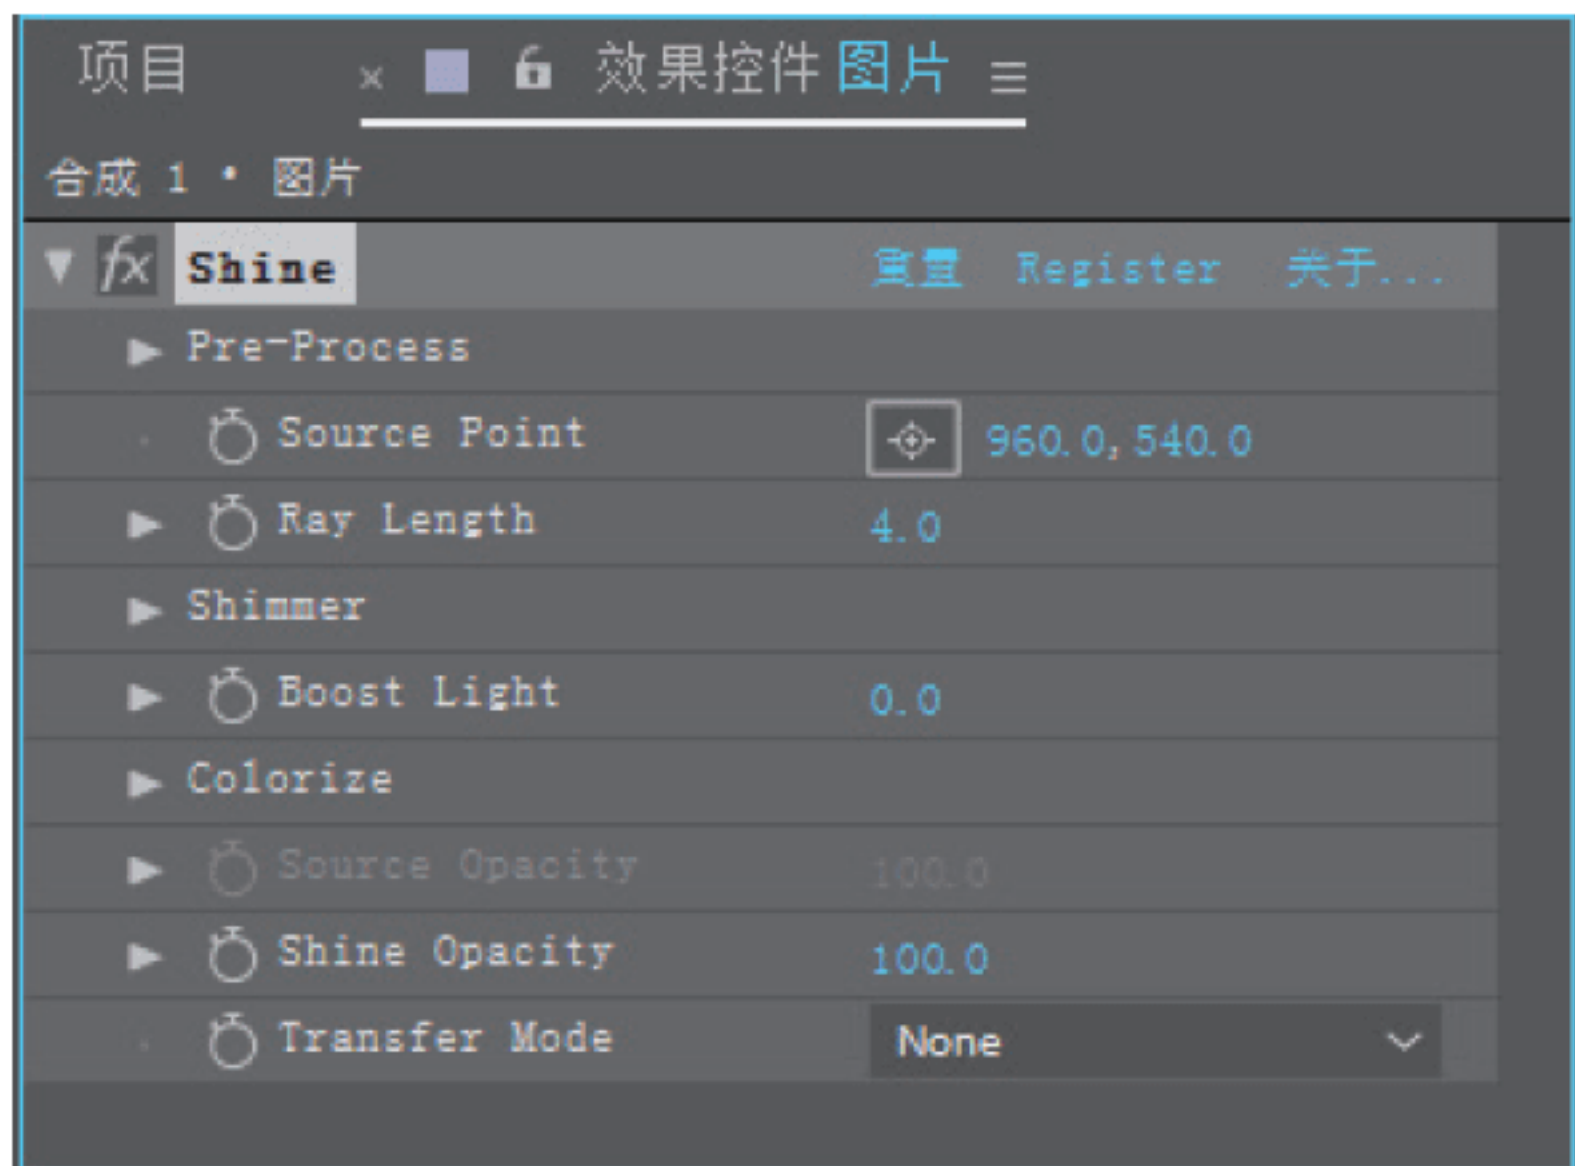 项目 × 效果控件 图片 ≡
合成 1 • 图片
fx Shine 重置 Register 关于...
Pre-Process
Source Point 960.0,540.0
Ray Length 4.0
Shimmer
Boost Light 0.0
Colorize
Source Opacity 100.0
Shine Opacity 100.0
Transfer Mode None